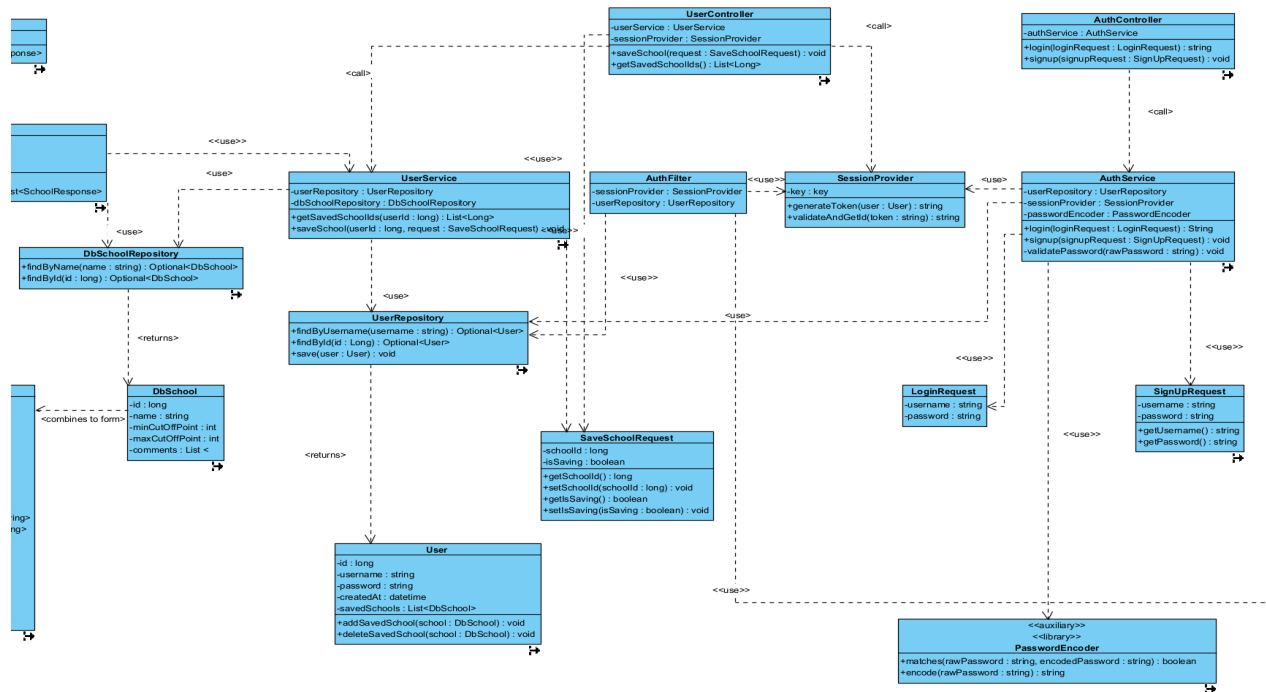 UserController
-userService : UserService
-sessionProvider : SessionProvider
+saveSchool(request : SaveSchoolRequest) : void
+getSavedSchoolIds() : List<Long>
<call>
AuthController
-authService : AuthService
+login(loginRequest : LoginRequest) : string
+signup(signupRequest : SignUpRequest) : void
ponse>
<call>
<call>
<<use>>
<<use>>
st<SchoolResponse>
<use>
UserService
-userRepository : UserRepository
-dbSchoolRepository : DbSchoolRepository
+getSavedSchoolIds(userId : long) : List<Long>
+saveSchool(userId : long, request : SaveSchoolRequest) : void
<<use>>
AuthFilter
-sessionProvider : SessionProvider
-userRepository : UserRepository
<<use>>
SessionProvider
-key : key
+generateToken(user : User) : string
+validateAndGetId(token : string) : string
<use>
AuthService
-userRepository : UserRepository
-sessionProvider : SessionProvider
-passwordEncoder : PasswordEncoder
+login(loginRequest : LoginRequest) : String
+signup(signupRequest : SignUpRequest) : void
-validatePassword(rawPassword : string) : void
<use>
DbSchoolRepository
+findByName(name : string) : Optional<DbSchool>
+findById(id : long) : Optional<DbSchool>
<<use>>
<use>
<use>
UserRepository
+findByUsername(username : string) : Optional<User>
+findById(id : Long) : Optional<User>
+save(user : User) : void
<returns>
<<use>>
<<use>>
DbSchool
-id : long
-name : string
-minCutOffPoint : int
-maxCutOffPoint : int
-comments : List <
<combines to form>
LoginRequest
-username : string
-password : string
SignUpRequest
-username : string
-password : string
+getUsername() : string
+getPassword() : string
SaveSchoolRequest
-schoolId : long
-isSaving : boolean
+getSchoolId() : long
+setSchoolId(schoolId : long) : void
+getIsSaving() : boolean
+setIsSaving(isSaving : boolean) : void
<<use>>
<returns>
ring>
ng>
User
-id : long
-username : string
-password : string
-createdAt : datetime
-savedSchools : List<DbSchool>
+addSavedSchool(school : DbSchool) : void
+deleteSavedSchool(school : DbSchool) : void
<<use>>
<<auxiliary>>
<<library>>
PasswordEncoder
+matches(rawPassword : string, encodedPassword : string) : boolean
+encode(rawPassword : string) : string